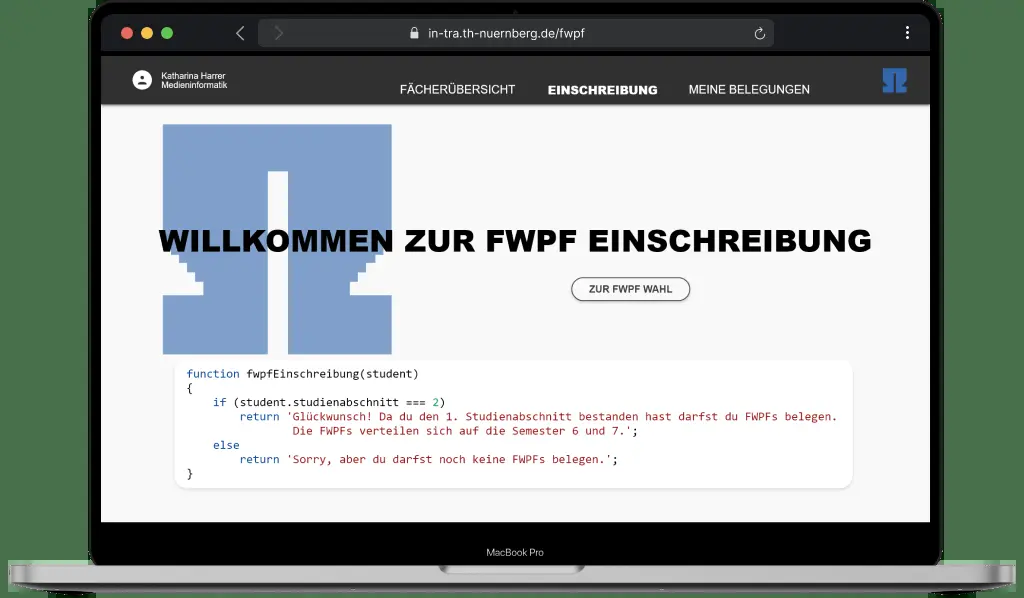 in-tra.th-nuernberg.de/fwpf
Katharina Harrer
Medieninformatik
FÄCHERÜBERSICHT
EINSCHREIBUNG
MEINE BELEGUNGEN
WILLKOMMEN ZUR FWPF EINSCHREIBUNG
ZUR FWPF WAHL
function fwpfEinschreibung(student)
{
    if (student.studienabschnitt === 2)
        return 'Glückwunsch! Da du den 1. Studienabschnitt bestanden hast darfst du FWPFs belegen.
                Die FWPFs verteilen sich auf die Semester 6 und 7.';
    else
        return 'Sorry, aber du darfst noch keine FWPFs belegen.';
}
MacBook Pro